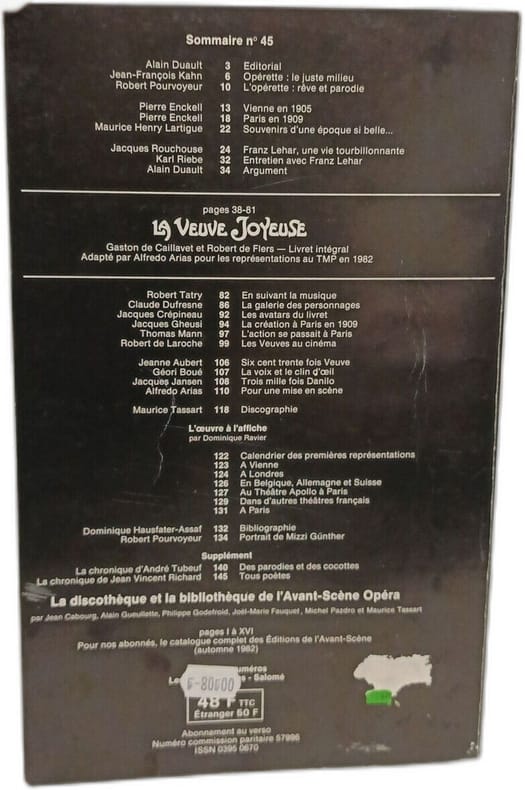 Sommaire n° 45
Alain Duault 3 Editorial
Jean-François Kahn 6 Opérette : le juste milieu
Robert Pourvoyeur 10 L'opérette : rêve et parodie
Pierre Enckell 13 Vienne en 1905
Pierre Enckell 18 Paris en 1909
Maurice Henry Lartigue 22 Souvenirs d'une époque si belle...
Jacques Rouchouse 24 Franz Lehar, une vie tourbillonnante
Karl Riebe 32 Entretien avec Franz Lehar
Alain Duault 34 Argument
pages 38-81
LA VEUVE JOYEUSE
Gaston de Caillavet et Robert de Flers — Livret intégral
Adapté par Alfredo Arias pour les représentations au TMP en 1982
Robert Tatry 82 En suivant la musique
Claude Dufresne 86 La galerie des personnages
Jacques Crépineau 92 Les avatars du livret
Jacques Gheusi 94 La création à Paris en 1909
Thomas Mann 97 L'action se passait à Paris
Robert de Laroche 99 Les Veuves au cinéma
Jeanne Aubert 106 Six cent trente fois Veuve
Géori Boué 107 La voix et le clin d'œil
Jacques Jansen 108 Trois mille fois Danilo
Alfredo Arias 110 Pour une mise en scène
Maurice Tassart 118 Discographie
L'œuvre à l'affiche
par Dominique Ravier
122 Calendrier des premières représentations
123 A Vienne
124 A Londres
126 En Belgique, Allemagne et Suisse
127 Au Théâtre Apollo à Paris
129 Dans d'autres théâtres français
131 A Paris
Dominique Hausfater-Assaf 132 Bibliographie
Robert Pourvoyeur 134 Portrait de Mizzi Günther
Supplément
La chronique d'André Tubeuf 140 Des parodies et des cocottes
La chronique de Jean Vincent Richard 145 Tous poètes
La discothèque et la bibliothèque de l'Avant-Scène Opéra
par Jean Cabourg, Alain Gueullette, Philippe Godefroid, Joël-Marie Fauquet, Michel Pazdro et Maurice Tassart
pages I à XVI
Pour nos abonnés, le catalogue complet des Éditions de l'Avant-Scène
(automne 1982)
- Salomé
48 F TTC
Étranger 50 F
Abonnement au verso
Numéro commission paritaire 57996
ISSN 0395 0670